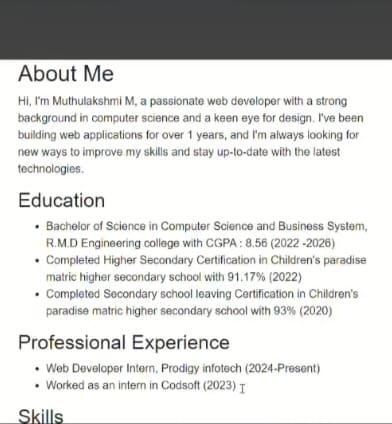 About Me
Hi, I'm Muthulakshmi M, a passionate web developer with a strong
background in computer science and a keen eye for design. I've been
building web applications for over 1 years, and I'm always looking for
new ways to improve my skills and stay up-to-date with the latest
technologies.
Education
• Bachelor of Science in Computer Science and Business System,
R.M.D Engineering college with CGPA : 8.56 (2022 -2026)
• Completed Higher Secondary Certification in Children's paradise
matric higher secondary school with 91.17% (2022)
• Completed Secondary school leaving Certification in Children's
paradise matric higher secondary school with 93% (2020)
Professional Experience
• Web Developer Intern, Prodigy infotech (2024-Present)
• Worked as an intern in Codsoft (2023)
Skills